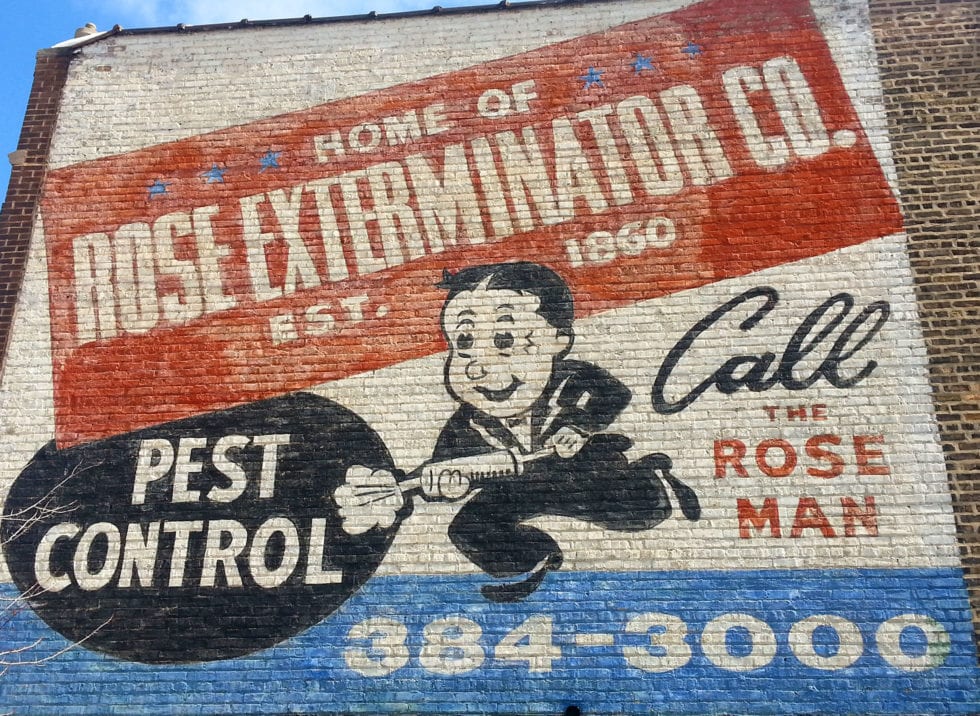 HOME OF
ROSE EXTERMINATOR CO.
EST. 1860
Call
THE
ROSE
MAN
PEST
CONTROL
384-3000